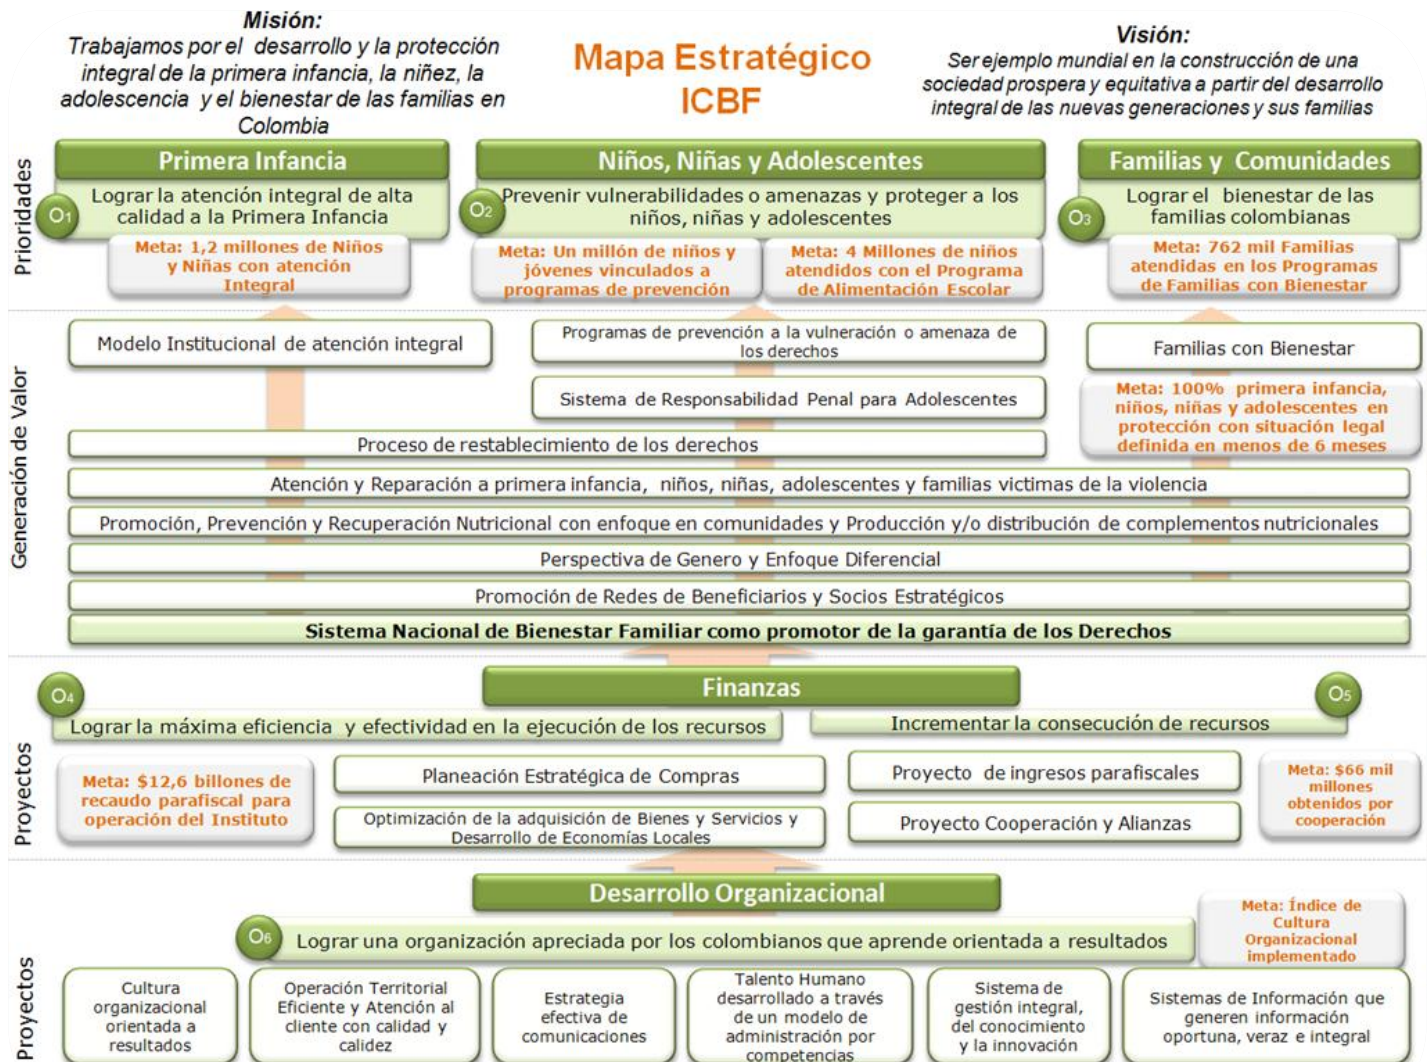 Misión:
Trabajamos por el desarrollo y la protección
integral de la primera infancia, la niñez, la
adolescencia y el bienestar de las familias en
Colombia
Mapa Estratégico
ICBF
Visión:
Ser ejemplo mundial en la construcción de una
sociedad prospera y equitativa a partir del desarrollo
integral de las nuevas generaciones y sus familias
Prioridades
Primera Infancia
O1
Lograr la atención integral de alta
calidad a la Primera Infancia
Meta: 1,2 millones de Niños
y Niñas con atención
Integral
Niños, Niñas y Adolescentes
O2
Prevenir vulnerabilidades o amenazas y proteger a los
niños, niñas y adolescentes
Meta: Un millón de niños y
jóvenes vinculados a
programas de prevención
Meta: 4 Millones de niños
atendidos con el Programa
de Alimentación Escolar
Familias y Comunidades
O3
Lograr el bienestar de las
familias colombianas
Meta: 762 mil Familias
atendidas en los Programas
de Familias con Bienestar
Generación de Valor
Modelo Institucional de atención integral
Programas de prevención a la vulneración o amenaza de
los derechos
Familias con Bienestar
Sistema de Responsabilidad Penal para Adolescentes
Meta: 100% primera infancia,
niños, niñas y adolescentes en
protección con situación legal
definida en menos de 6 meses
Proceso de restablecimiento de los derechos
Atención y Reparación a primera infancia, niños, niñas, adolescentes y familias victimas de la violencia
Promoción, Prevención y Recuperación Nutricional con enfoque en comunidades y Producción y/o distribución de complementos nutricionales
Perspectiva de Genero y Enfoque Diferencial
Promoción de Redes de Beneficiarios y Socios Estratégicos
Sistema Nacional de Bienestar Familiar como promotor de la garantía de los Derechos
Proyectos
Finanzas
O4
Lograr la máxima eficiencia y efectividad en la ejecución de los recursos
O5
Incrementar la consecución de recursos
Meta: $12,6 billones de
recaudo parafiscal para
operación del Instituto
Planeación Estratégica de Compras
Optimización de la adquisición de Bienes y Servicios y
Desarrollo de Economías Locales
Proyecto de ingresos parafiscales
Proyecto Cooperación y Alianzas
Meta: $66 mil
millones
obtenidos por
cooperación
Proyectos
Desarrollo Organizacional
O6
Lograr una organización apreciada por los colombianos que aprende orientada a resultados
Meta: Índice de
Cultura
Organizacional
implementado
Cultura
organizacional
orientada a
resultados
Operación Territorial
Eficiente y Atención al
cliente con calidad y
calidez
Estrategia
efectiva de
comunicaciones
Talento Humano
desarrollado a través
de un modelo de
administración por
competencias
Sistema de
gestión integral,
del conocimiento
y la innovación
Sistemas de Información que
generen información
oportuna, veraz e integral